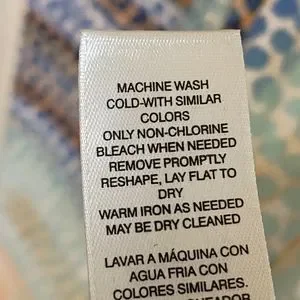 MACHINE WASH
COLD-WITH SIMILAR
COLORS
ONLY NON-CHLORINE
BLEACH WHEN NEEDED
REMOVE PROMPTLY
RESHAPE, LAY FLAT TO
DRY
WARM IRON AS NEEDED
MAY BE DRY CLEANED
LAVAR A MÁQUINA CON
AGUA FRIA CON
COLORES SIMILARES.